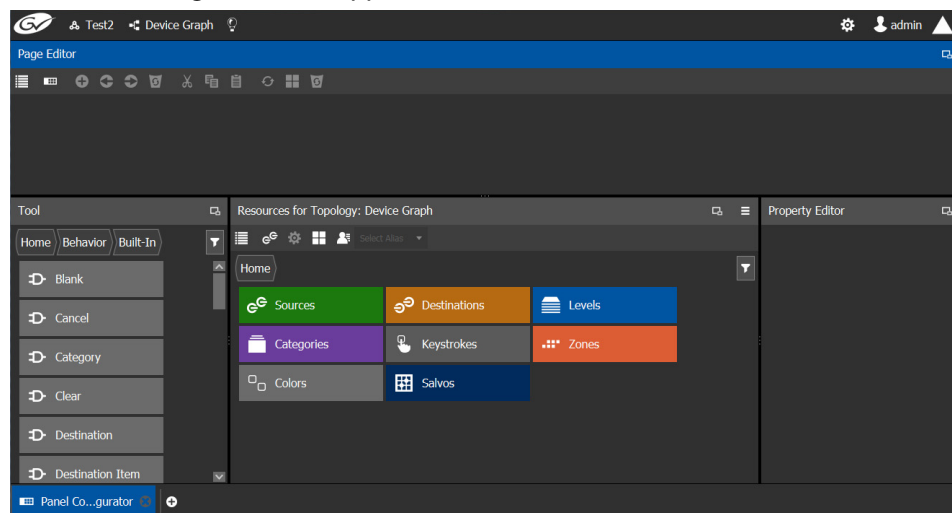 GV Test2 Device Graph admin
Page Editor
Tool Resources for Topology: Device Graph Property Editor
Home Behavior Built-In Select Alias
Home
Blank
Sources Destinations Levels
Cancel
Categories Keystrokes Zones
Category
Colors Salvos
Clear
Destination
Destination Item
Panel Co...gurator